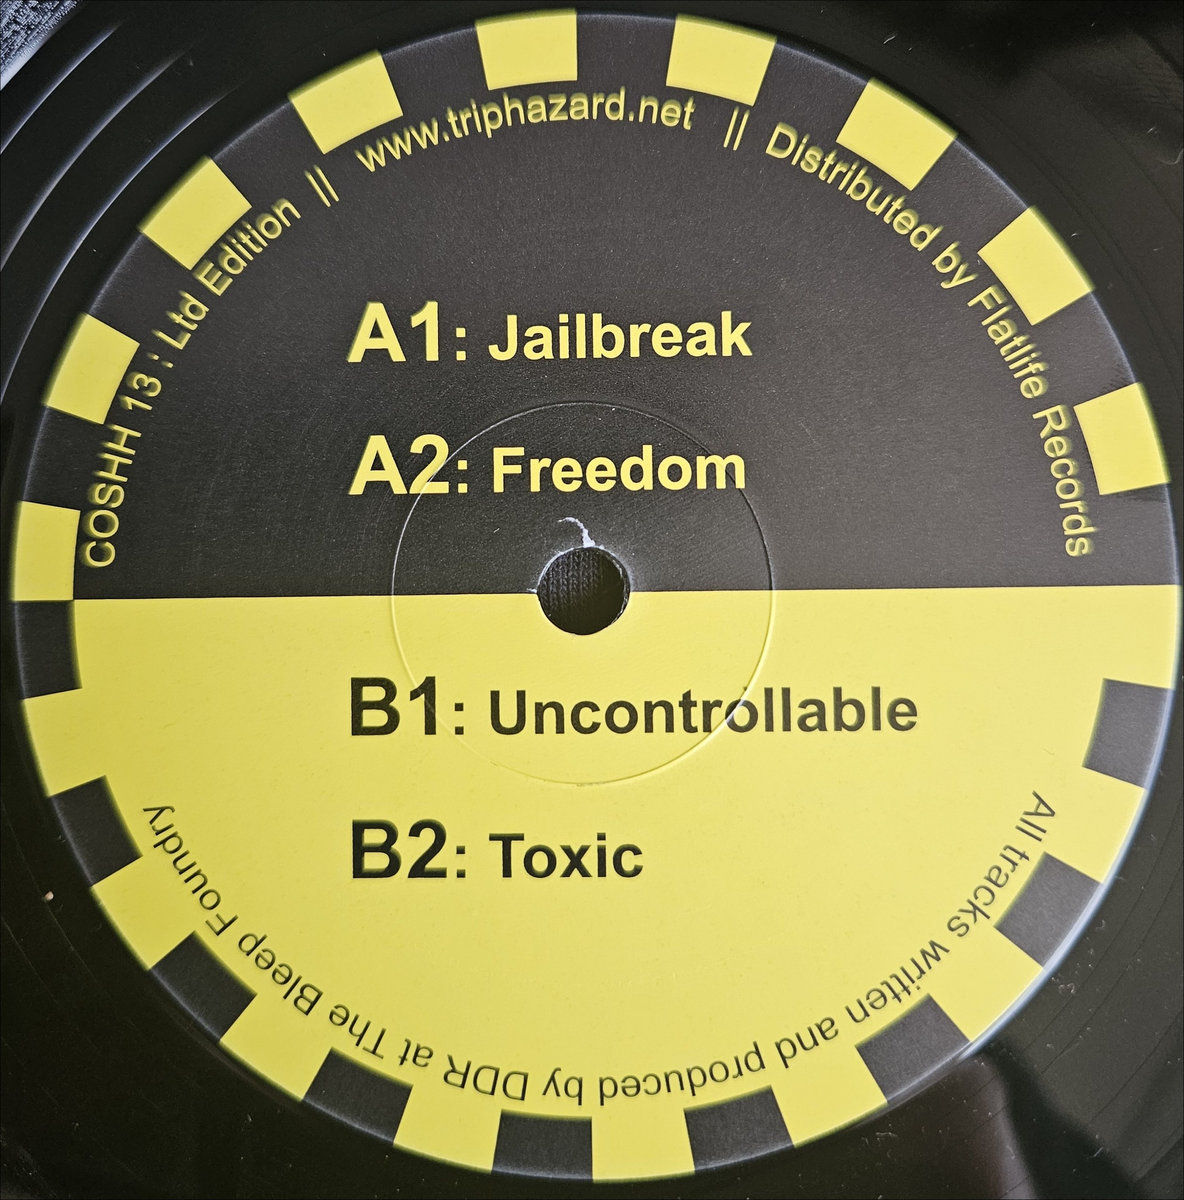 COSHH 13 : Ltd Edition || www.triphazard.net || Distributed by Flatlife Records
A1: Jailbreak
A2: Freedom
B1: Uncontrollable
B2: Toxic
All tracks written and produced by DDR at The Bleep Foundry